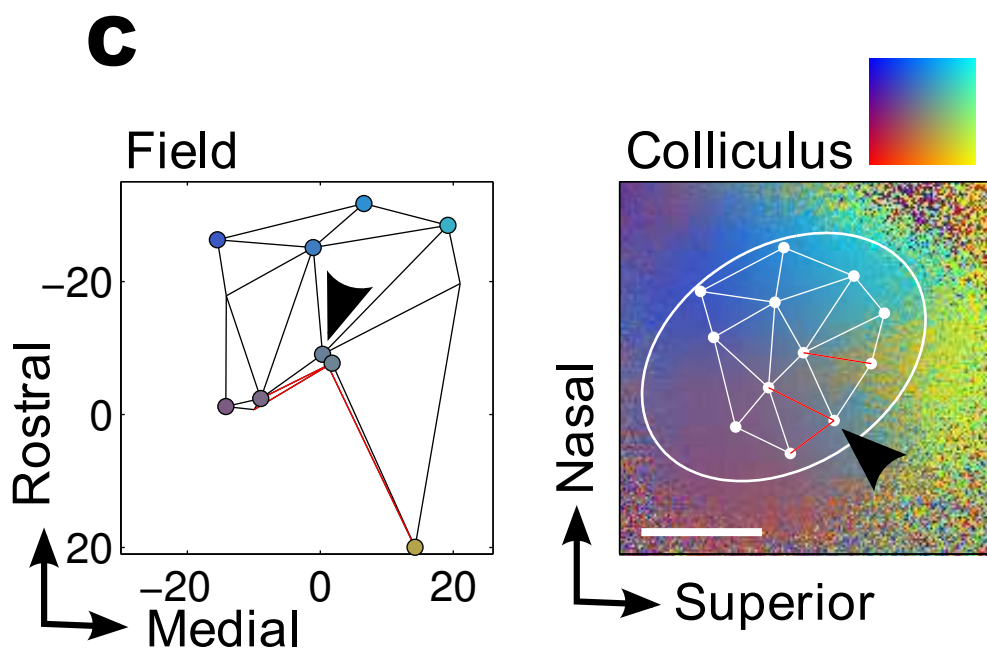 C
Field
Colliculus
-20
0
20
-20
0
20
Rostral
Medial
Nasal
Superior